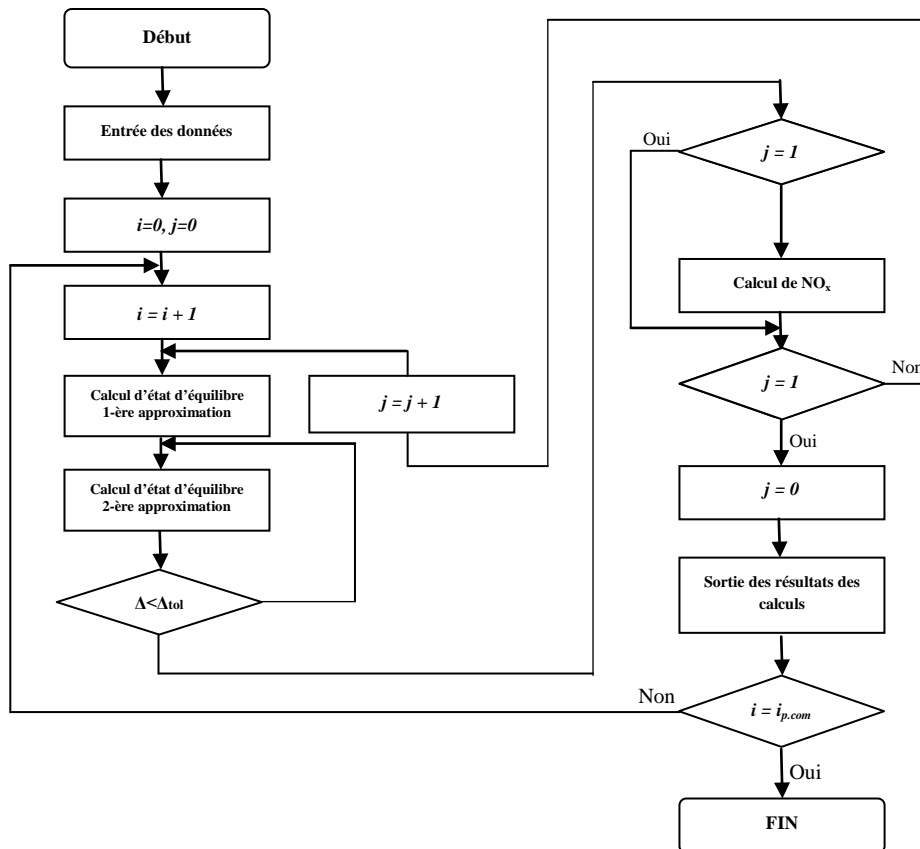 Début
Entrée des données
i=0, j=0
i = i + 1
Calcul d'état d'équilibre
1-ère approximation
j = j + 1
Calcul d'état d'équilibre
2-ère approximation
Δ<Δtol
Oui
j = 1
Calcul de NOx
j = 1
Non
Oui
j = 0
Sortie des résultats des
calculs
Non
i = ip.com
Oui
FIN